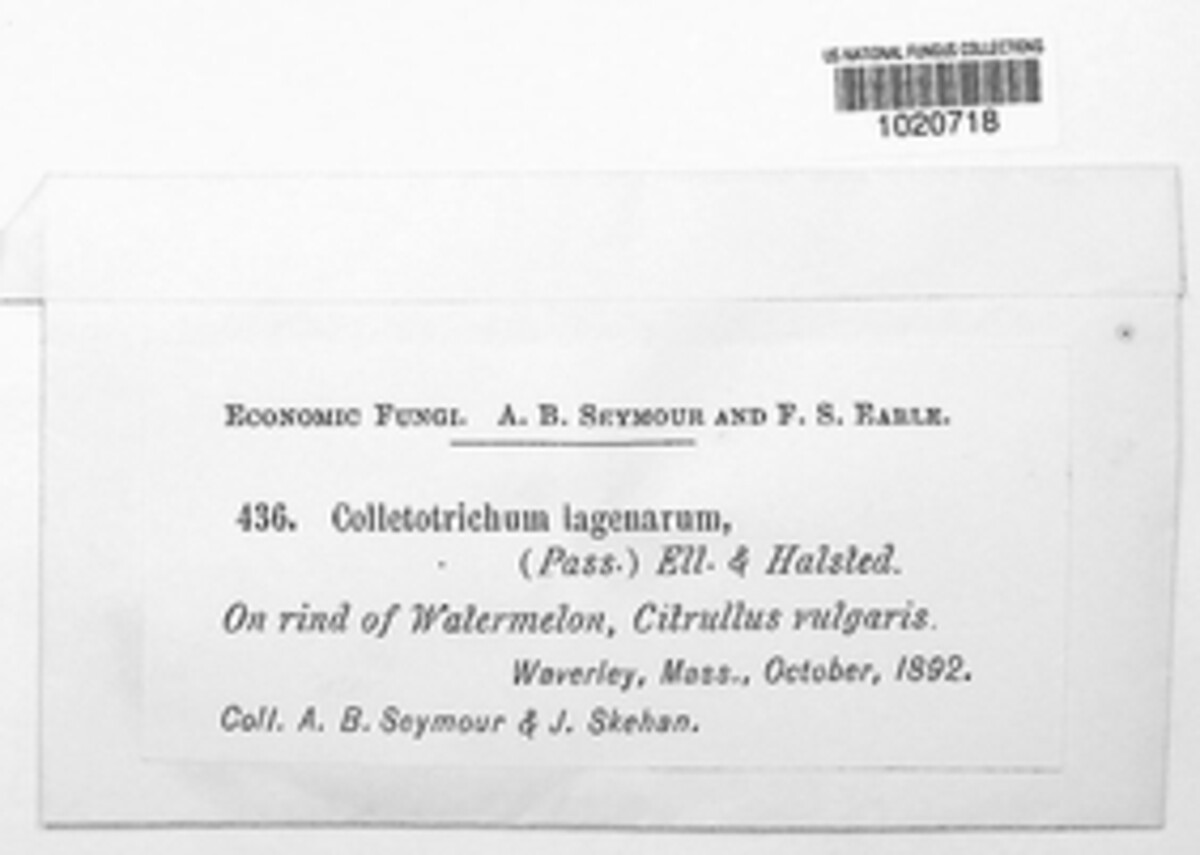 US NATIONAL FUNGUS COLLECTIONS
1020718
ECONOMIC FUNGI. A. B. SEYMOUR AND F. S. EARLE.
436. Colletotrichum lagenarum,
(Pass.) Ell. & Halsted.
On rind of Watermelon, Citrullus vulgaris.
Waverley, Mass., October, 1892.
Coll. A. B. Seymour & J. Skehan.